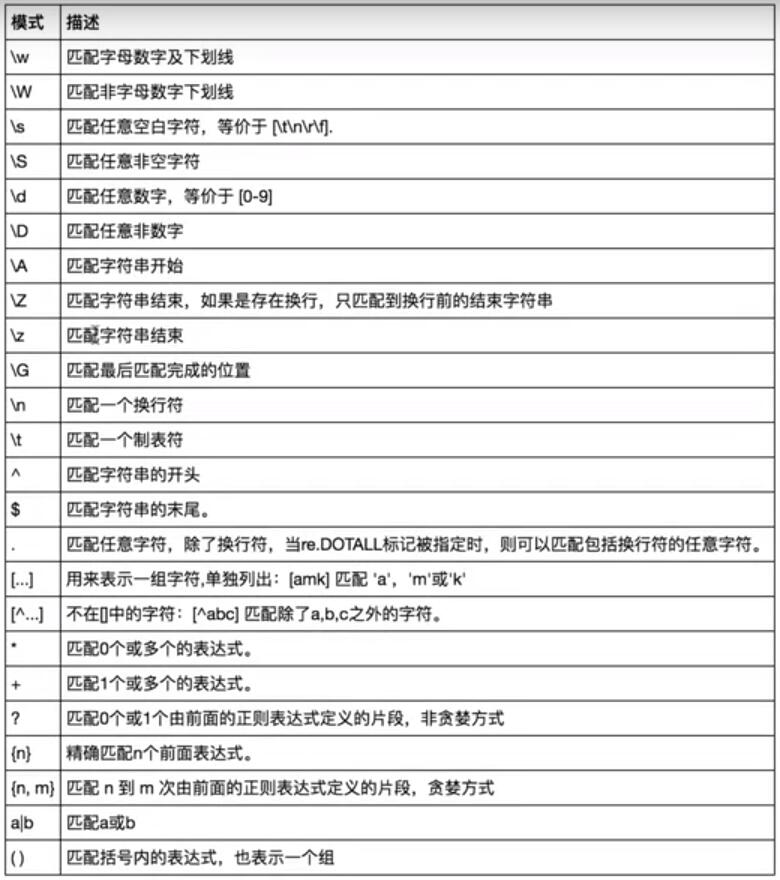 模式 描述
\w 匹配字母数字及下划线
\W 匹配非字母数字下划线
\s 匹配任意空白字符，等价于 [\t\n\r\f].
\S 匹配任意非空字符
\d 匹配任意数字，等价于 [0-9]
\D 匹配任意非数字
\A 匹配字符串开始
\Z 匹配字符串结束，如果是存在换行，只匹配到换行前的结束字符串
\z 匹配字符串结束
\G 匹配最后匹配完成的位置
\n 匹配一个换行符
\t 匹配一个制表符
^ 匹配字符串的开头
$ 匹配字符串的末尾。
. 匹配任意字符，除了换行符，当re.DOTALL标记被指定时，则可以匹配包括换行符的任意字符。
[...] 用来表示一组字符,单独列出：[amk] 匹配 'a'，'m'或'k'
[^...] 不在[]中的字符：[^abc] 匹配除了a,b,c之外的字符。
* 匹配0个或多个的表达式。
+ 匹配1个或多个的表达式。
? 匹配0个或1个由前面的正则表达式定义的片段，非贪婪方式
{n} 精确匹配n个前面表达式。
{n, m} 匹配 n 到 m 次由前面的正则表达式定义的片段，贪婪方式
a|b 匹配a或b
( ) 匹配括号内的表达式，也表示一个组